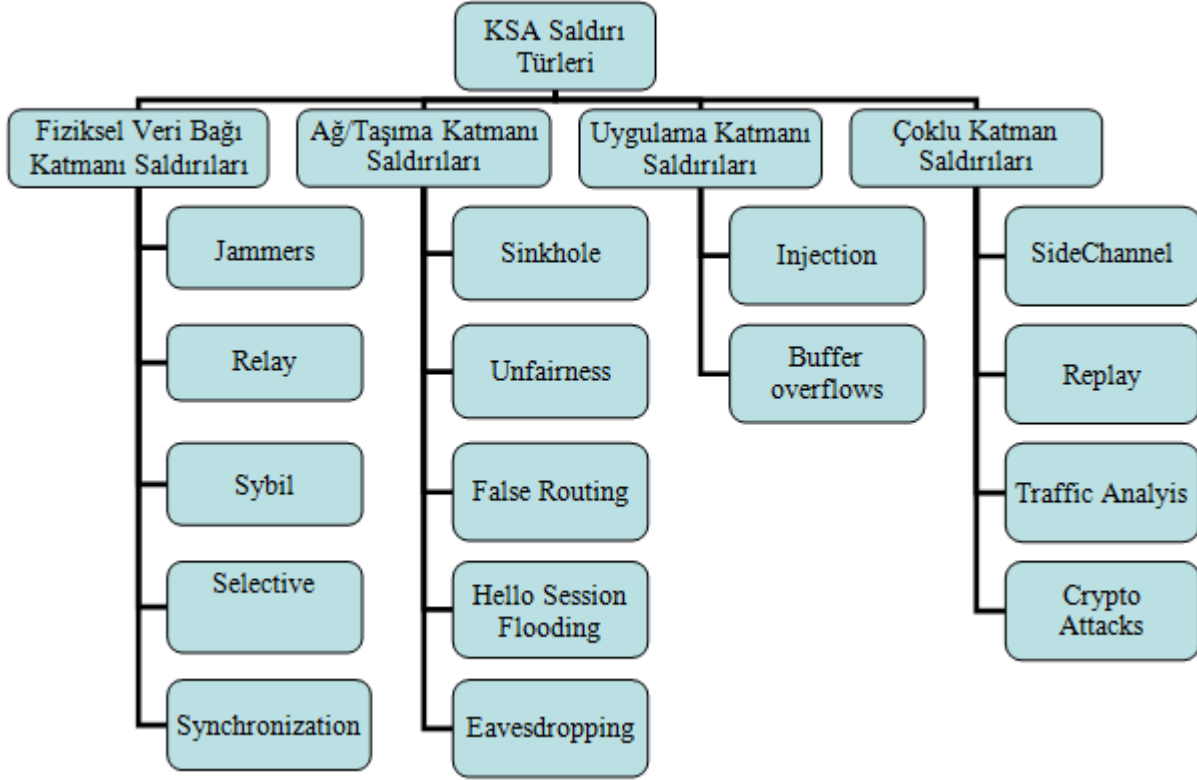 KSA Saldırı
Türleri
Fiziksel Veri Bağı
Katmanı Saldırıları
Ağ/Taşıma Katmanı
Saldırıları
Uygulama Katmanı
Saldırıları
Çoklu Katman
Saldırıları
Jammers
Relay
Sybil
Selective
Synchronization
Sinkhole
Unfairness
False Routing
Hello Session
Flooding
Eavesdropping
Injection
Buffer
overflows
SideChannel
Replay
Traffic Analyis
Crypto
Attacks